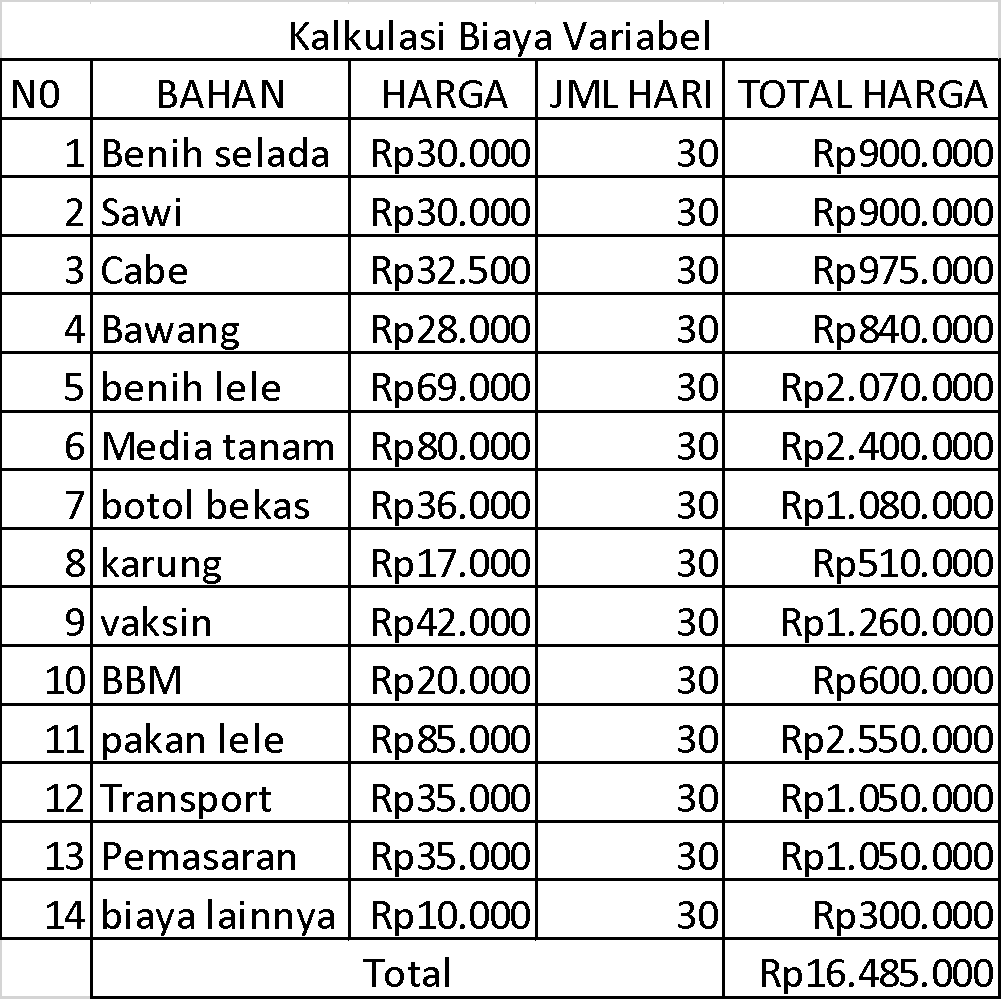 Kalkulasi Biaya Variabel
N0 BAHAN HARGA JML HARI TOTAL HARGA
1 Benih selada Rp30.000 30 Rp900.000
2 Sawi Rp30.000 30 Rp900.000
3 Cabe Rp32.500 30 Rp975.000
4 Bawang Rp28.000 30 Rp840.000
5 benih lele Rp69.000 30 Rp2.070.000
6 Media tanam Rp80.000 30 Rp2.400.000
7 botol bekas Rp36.000 30 Rp1.080.000
8 karung Rp17.000 30 Rp510.000
9 vaksin Rp42.000 30 Rp1.260.000
10 BBM Rp20.000 30 Rp600.000
11 pakan lele Rp85.000 30 Rp2.550.000
12 Transport Rp35.000 30 Rp1.050.000
13 Pemasaran Rp35.000 30 Rp1.050.000
14 biaya lainnya Rp10.000 30 Rp300.000
Total Rp16.485.000